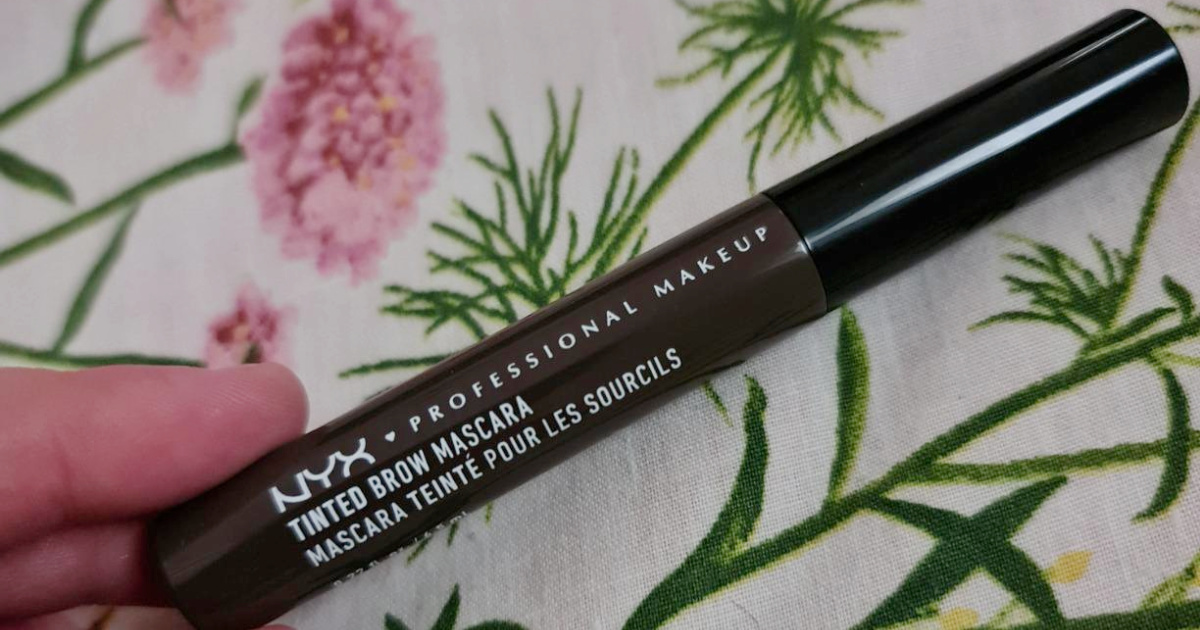 NYX ♥ PROFESSIONAL MAKEUP
TINTED BROW MASCARA
MASCARA TEINTÉ POUR LES SOURCILS